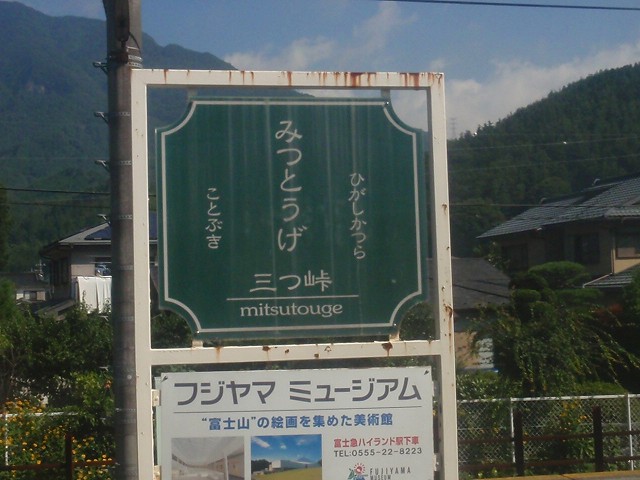 みつとうげ
ひがしかつら
ことぶき
三つ峠
mitsutouge
フジヤマ ミュージアム
“富士山”の絵画を集めた美術館
富士急ハイランド駅下車
TEL:0555-22-8223
FUJIYAMA
MUSEUM